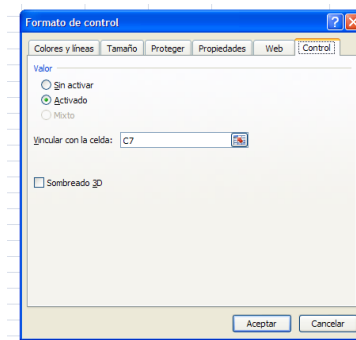 Formato de control
Colores y líneas Tamaño Proteger Propiedades Web Control
Valor
Sin activar
Activado
Mixto
Vincular con la celda: C7
Sombreado 3D
Aceptar Cancelar